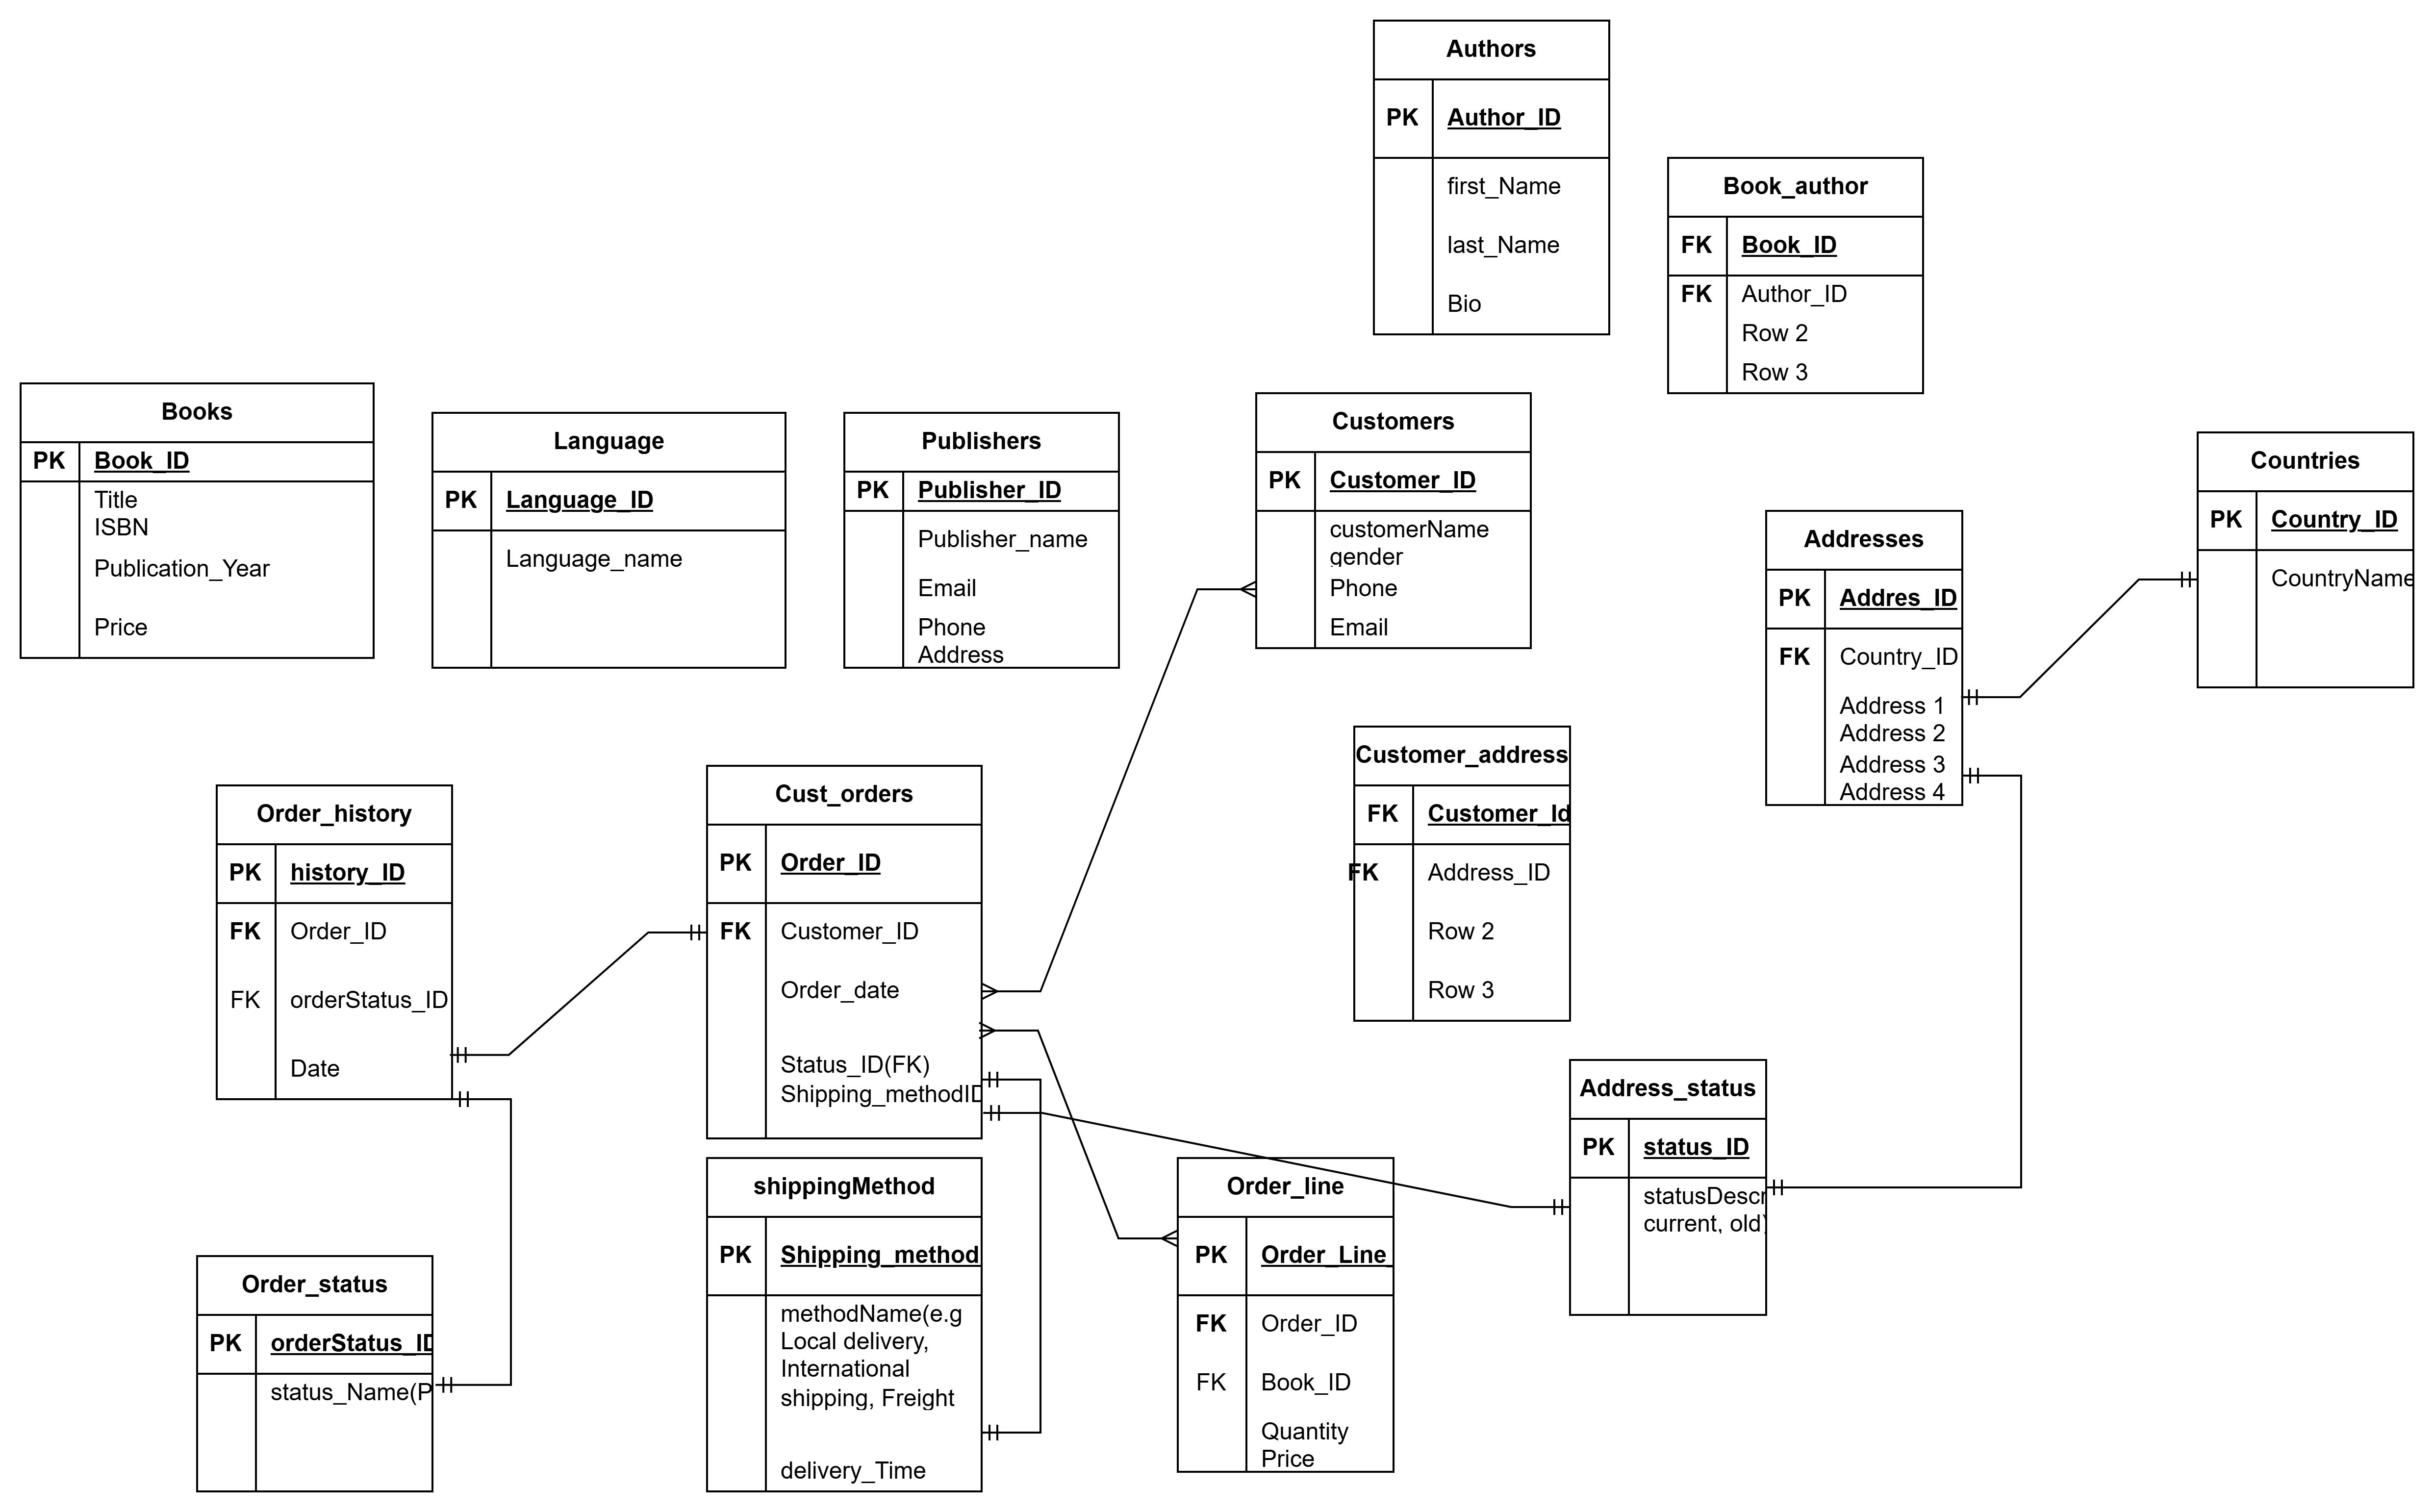 Authors
PK Author_ID
first_Name
last_Name
Bio
Book_author
FK Book_ID
FK Author_ID
Row 2
Row 3
Books
PK Book_ID
Title
ISBN
Publication_Year
Price
Language
PK Language_ID
Language_name
Publishers
PK Publisher_ID
Publisher_name
Email
Phone
Address
Customers
PK Customer_ID
customerName
gender
Phone
Email
Addresses
PK Addres_ID
FK Country_ID
Address 1
Address 2
Address 3
Address 4
Countries
PK Country_ID
CountryName
Customer_address
FK Customer_Id
FK Address_ID
Row 2
Row 3
Order_history
PK history_ID
FK Order_ID
FK orderStatus_ID
Date
Cust_orders
PK Order_ID
FK Customer_ID
Order_date
Status_ID(FK)
Shipping_methodID
Address_status
PK status_ID
statusDescr
current, old)
shippingMethod
PK Shipping_method
methodName(e.g
Local delivery,
International
shipping, Freight
delivery_Time
Order_line
PK Order_Line_
FK Order_ID
FK Book_ID
Quantity
Price
Order_status
PK orderStatus_ID
status_Name(P